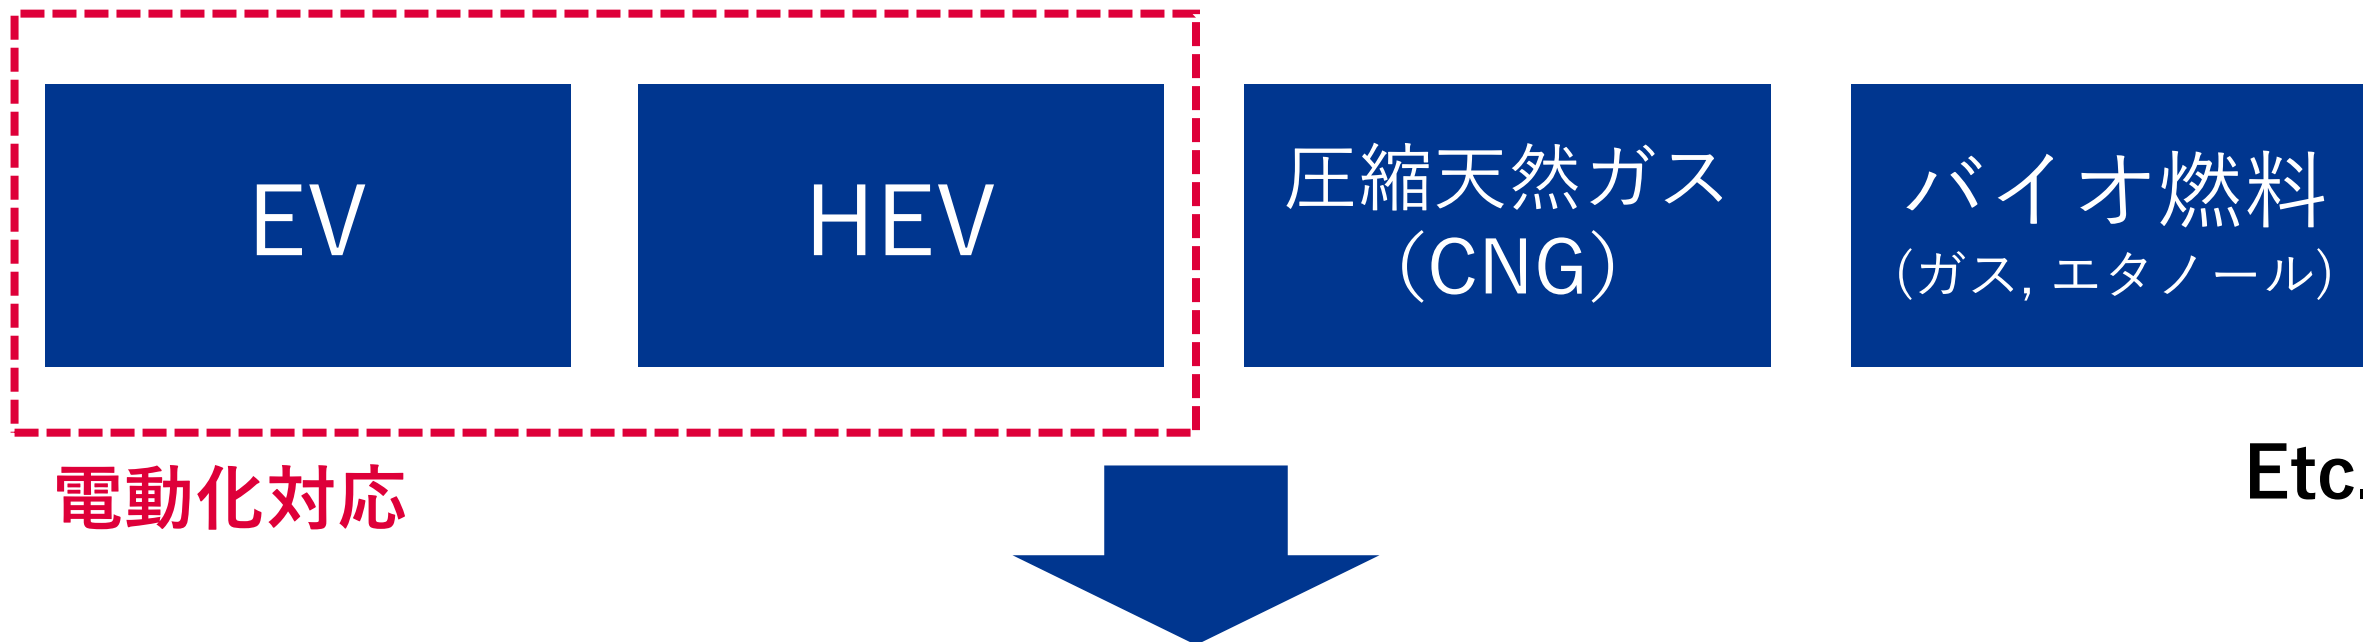 EV
HEV
圧縮天然ガス
（CNG）
バイオ燃料
（ガス, エタノール）
電動化対応
Etc.